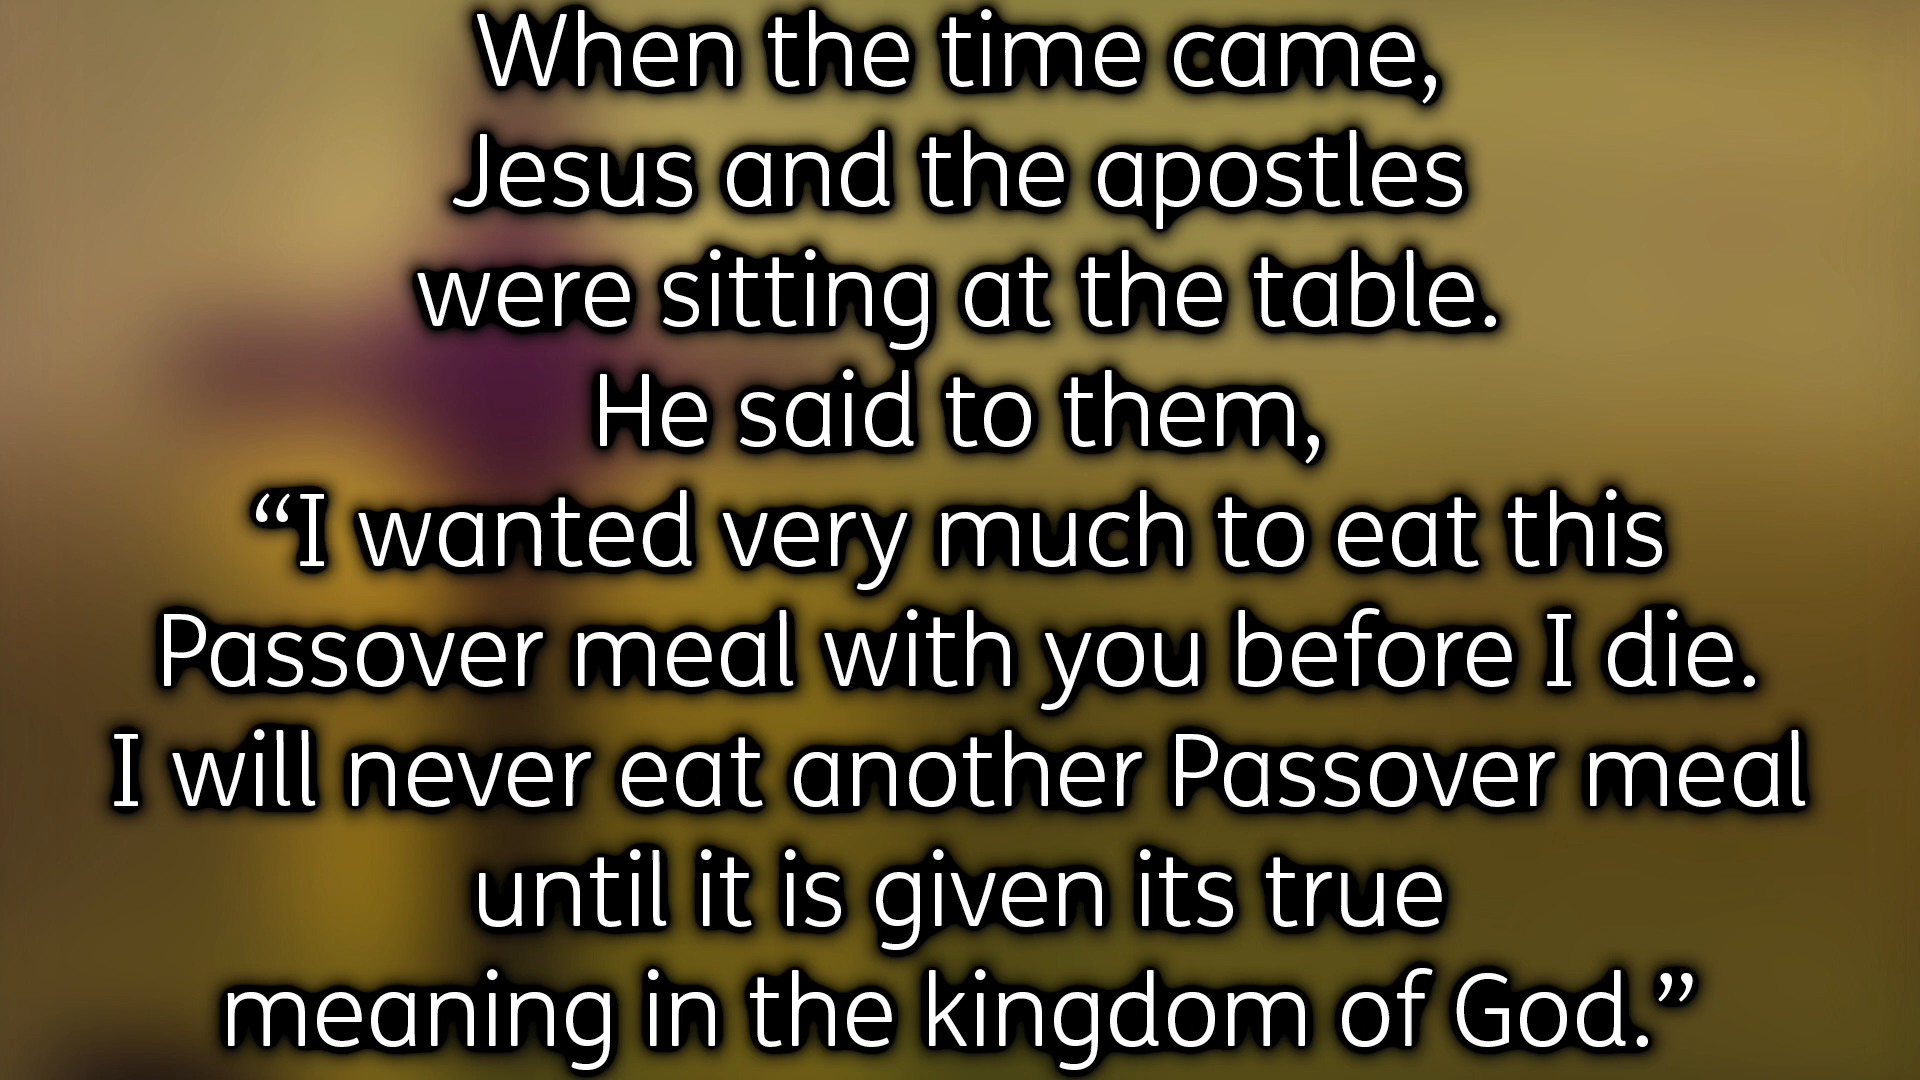 When the time came,
Jesus and the apostles
were sitting at the table.
He said to them,
“I wanted very much to eat this
Passover meal with you before I die.
I will never eat another Passover meal
until it is given its true
meaning in the kingdom of God.”